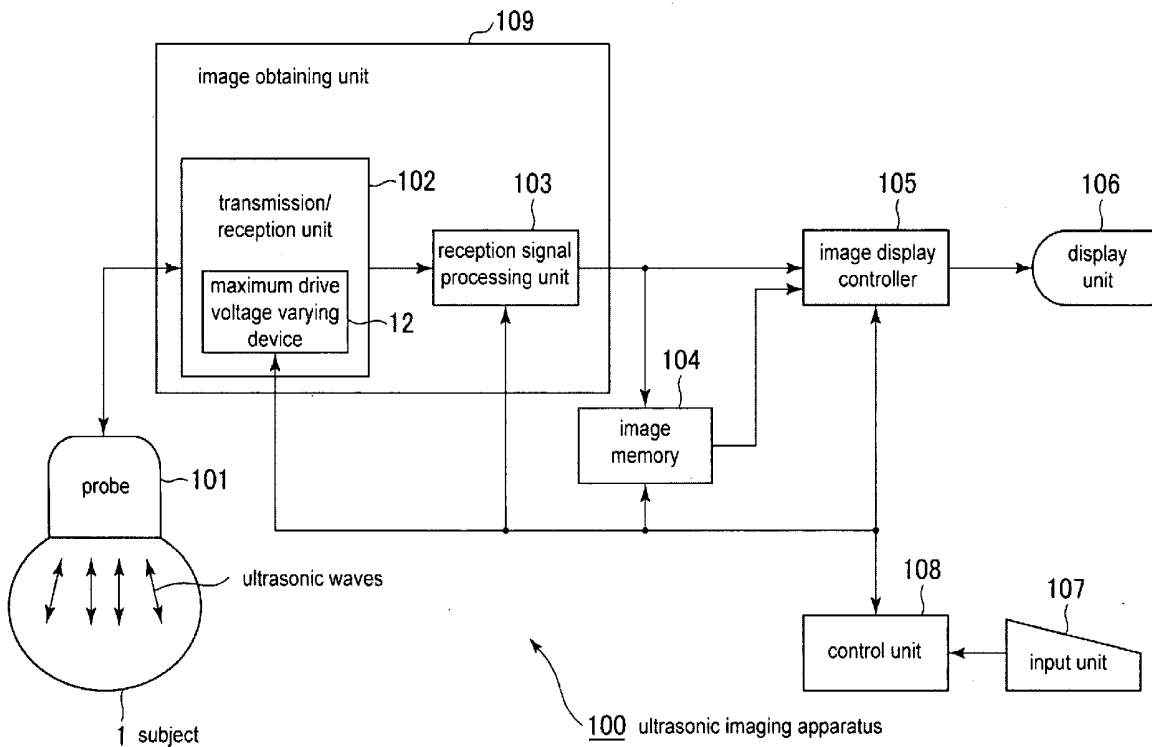 109
image obtaining unit
102
transmission/
reception unit
103
reception signal
processing unit
105
image display
controller
106
display
unit
maximum drive
voltage varying
device
12
104
image
memory
probe
101
ultrasonic waves
108
control unit
107
input unit
1 subject
100 ultrasonic imaging apparatus